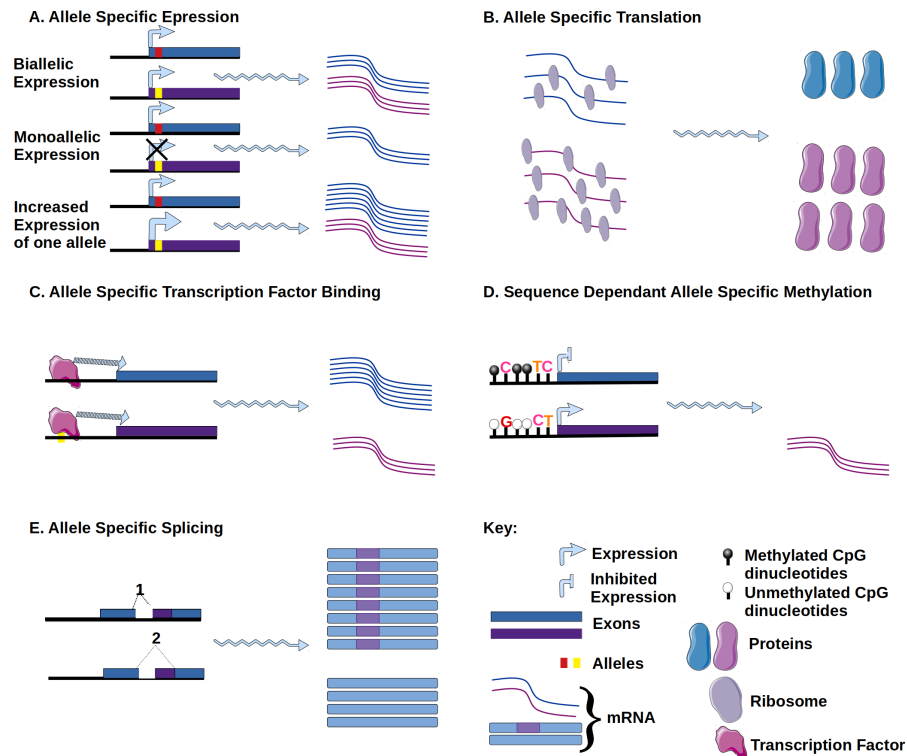 A. Allele Specific Epression
Biallelic
Expression
Monoallelic
Expression
Increased
Expression
of one allele
B. Allele Specific Translation
C. Allele Specific Transcription Factor Binding
D. Sequence Dependant Allele Specific Methylation
C TC
G CT
E. Allele Specific Splicing
1
2
Key:
Expression
Inhibited
Expression
Exons
Alleles
mRNA
Methylated CpG
dinucleotides
Unmethylated CpG
dinucleotides
Proteins
Ribosome
Transcription Factor